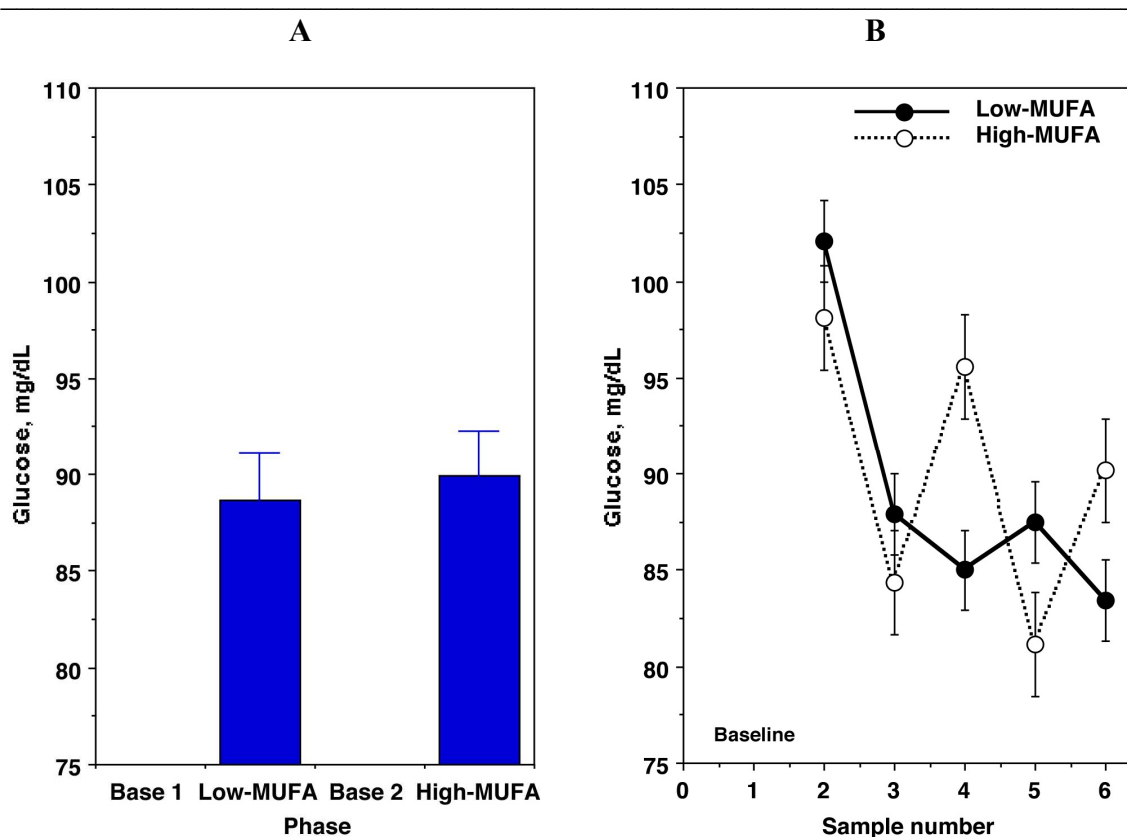 A
110
105
100
95
90
85
80
75
Glucose, mg/dL
Base 1 Low-MUFA Base 2 High-MUFA
Phase
B
Low-MUFA
High-MUFA
110
105
100
95
90
85
80
75
Glucose, mg/dL
Baseline
0 1 2 3 4 5 6
Sample number